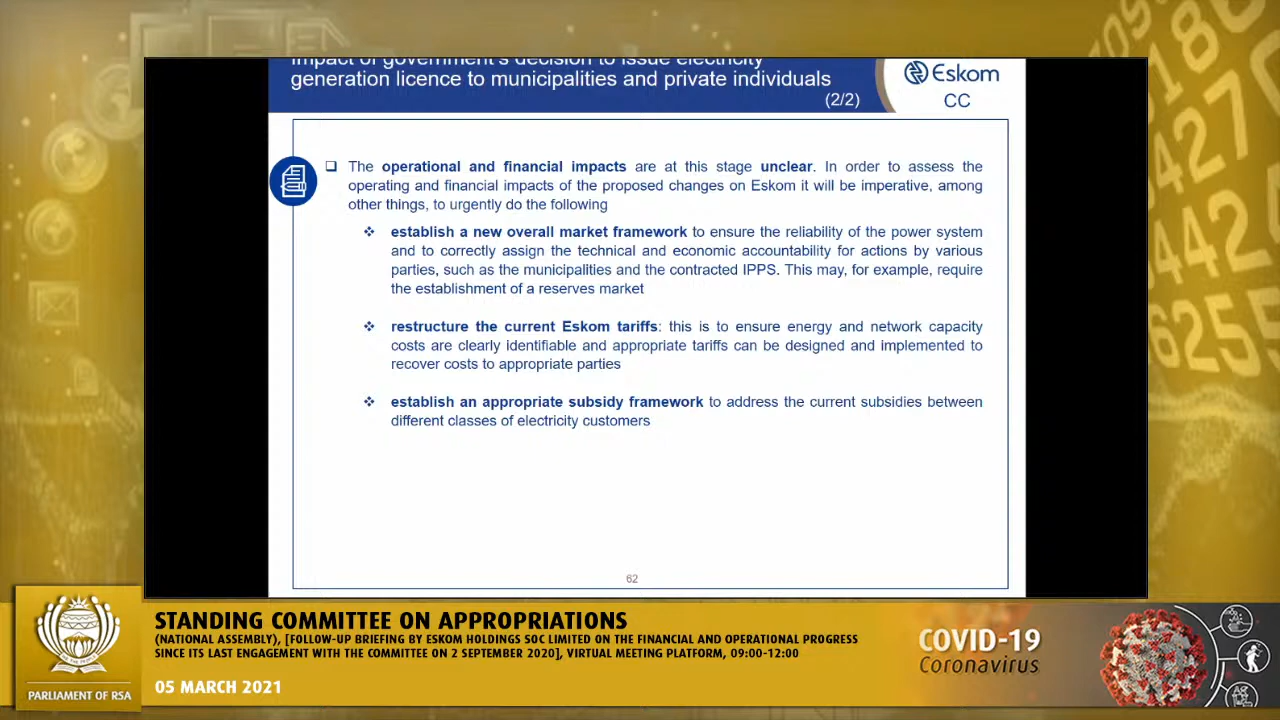 Impact of government's decision to issue electricity
generation licence to municipalities and private individuals
(2/2)
Eskom
CC
The operational and financial impacts are at this stage unclear. In order to assess the
operating and financial impacts of the proposed changes on Eskom it will be imperative, among
other things, to urgently do the following
establish a new overall market framework to ensure the reliability of the power system
and to correctly assign the technical and economic accountability for actions by various
parties, such as the municipalities and the contracted IPPS. This may, for example, require
the establishment of a reserves market
restructure the current Eskom tariffs: this is to ensure energy and network capacity
costs are clearly identifiable and appropriate tariffs can be designed and implemented to
recover costs to appropriate parties
establish an appropriate subsidy framework to address the current subsidies between
different classes of electricity customers
62
STANDING COMMITTEE ON APPROPRIATIONS
(NATIONAL ASSEMBLY), [FOLLOW-UP BRIEFING BY ESKOM HOLDINGS SOC LIMITED ON THE FINANCIAL AND OPERATIONAL PROGRESS
SINCE ITS LAST ENGAGEMENT WITH THE COMMITTEE ON 2 SEPTEMBER 2020], VIRTUAL MEETING PLATFORM, 09:00-12:00
05 MARCH 2021
PARLIAMENT OF RSA
COVID-19
Coronavirus